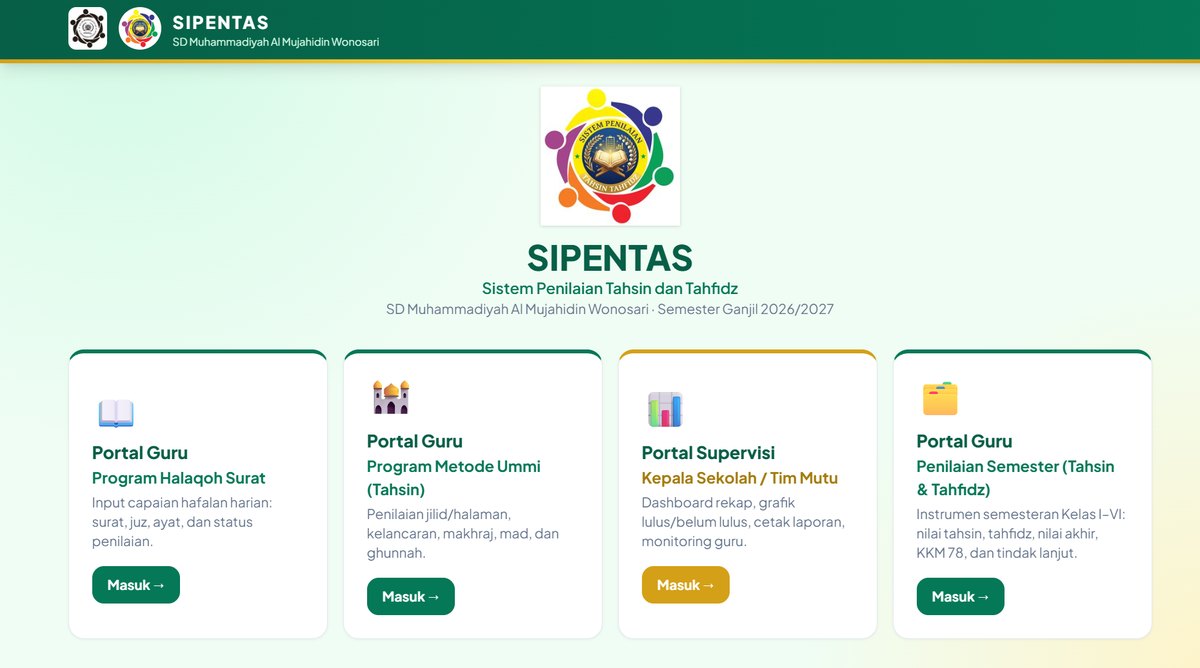 SIPENTAS
SD Muhammadiyah Al Mujahidin Wonosari
SISTEM PENILAIAN
TAHSIN TAHFIDZ
SIPENTAS
Sistem Penilaian Tahsin dan Tahfidz
SD Muhammadiyah Al Mujahidin Wonosari · Semester Ganjil 2026/2027
Portal Guru
Program Halaqoh Surat
Input capaian hafalan harian:
surat, juz, ayat, dan status
penilaian.
Masuk →
Portal Guru
Program Metode Ummi
(Tahsin)
Penilaian jilid/halaman,
kelancaran, makhraj, mad, dan
ghunnah.
Masuk →
Portal Supervisi
Kepala Sekolah / Tim Mutu
Dashboard rekap, grafik
lulus/belum lulus, cetak laporan,
monitoring guru.
Masuk →
Portal Guru
Penilaian Semester (Tahsin
& Tahfidz)
Instrumen semesteran Kelas I–VI:
nilai tahsin, tahfidz, nilai akhir,
KKM 78, dan tindak lanjut.
Masuk →